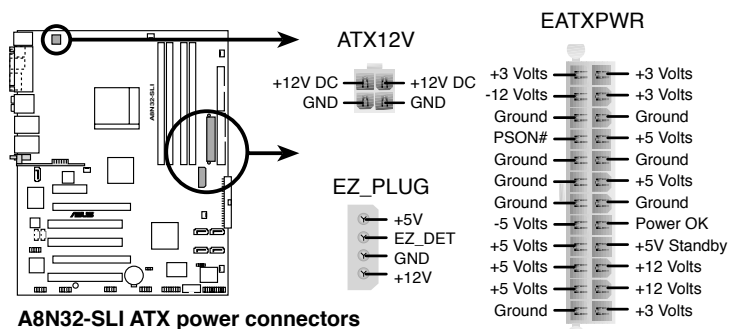 EATXPWR
ATX12V
+12V DC
+12V DC
GND
GND
A8N32-SLI
ASUS
EZ_PLUG
+5V
EZ_DET
GND
+12V
+3 Volts
+3 Volts
-12 Volts
+3 Volts
Ground
Ground
PSON#
+5 Volts
Ground
Ground
Ground
+5 Volts
Ground
Ground
-5 Volts
Power OK
+5 Volts
+5V Standby
+5 Volts
+12 Volts
+5 Volts
+12 Volts
Ground
+3 Volts
A8N32-SLI ATX power connectors